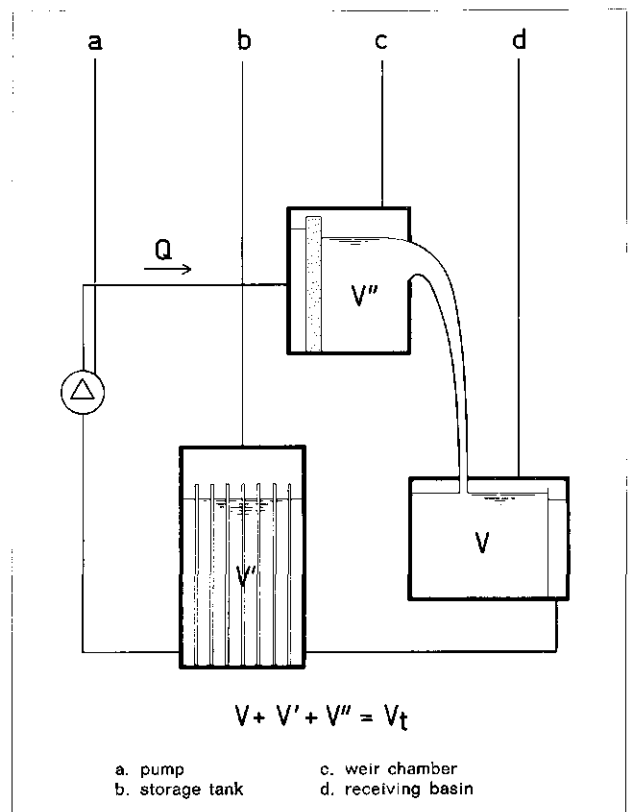 a b c d
Q
V"
V
V'
V + V' + V" = Vt
a. pump c. weir chamber
b. storage tank d. receiving basin